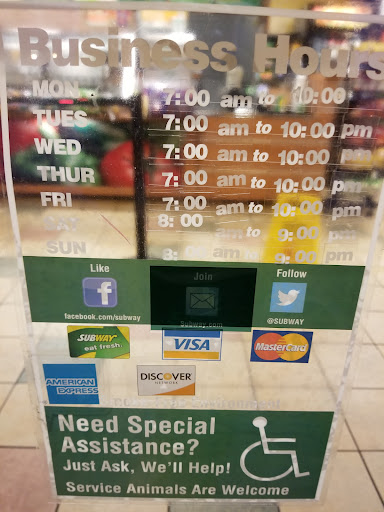 Business Hours
MON 7:00 am to 10:00
TUES 7:00 am to 10:00 pm
WED 7:00 am to 10:00 pm
THUR 7:00 am to 10:00 pm
FRI 7:00 am to 10:00 pm
SAT 8:00 am to 9:00 pm
SUN 8:00 am to 9:00 pm
Like Join Follow
facebook.com/subway Subway.com @SUBWAY
SUBWAY eat fresh. VISA MasterCard
AMERICAN EXPRESS DISCOVER NETWORK
Need Special
Assistance?
Just Ask, We'll Help!
Service Animals Are Welcome